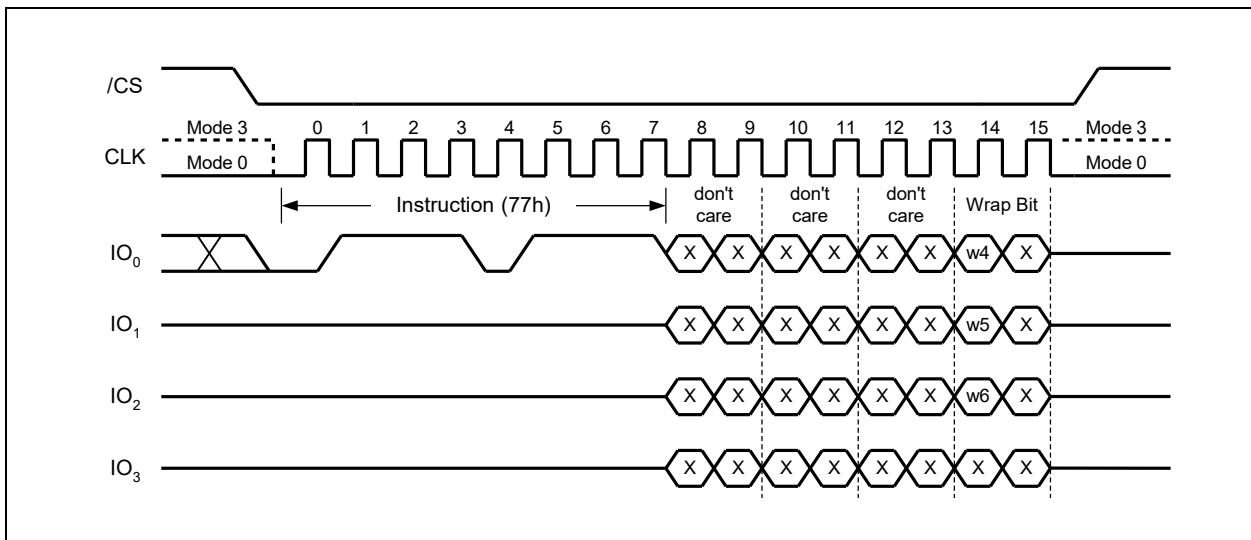 /CS
Mode 3 0 1 2 3 4 5 6 7 8 9 10 11 12 13 14 15 Mode 3
CLK
Mode 0 Mode 0
Instruction (77h) don't care don't care don't care Wrap Bit
IO0 X X X X X X w4 X
IO1 X X X X X X w5 X
IO2 X X X X X X w6 X
IO3 X X X X X X X X